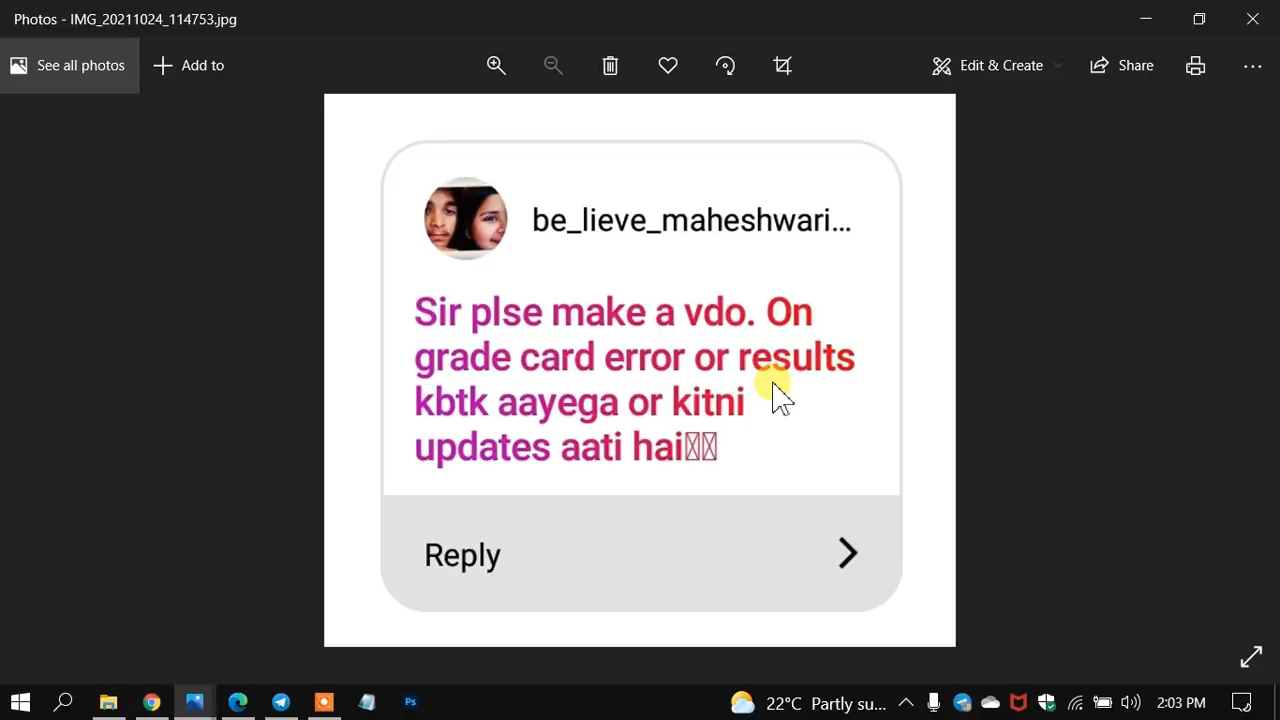 Photos - IMG_20211024_114753.jpg
See all photos
Add to
Edit & Create
Share
be_lieve_maheshwari...
Sir plse make a vdo. On
grade card error or results
kbtk aayega or kitni
updates aati hai
Reply
Ps
22°C Partly su...
2:03 PM